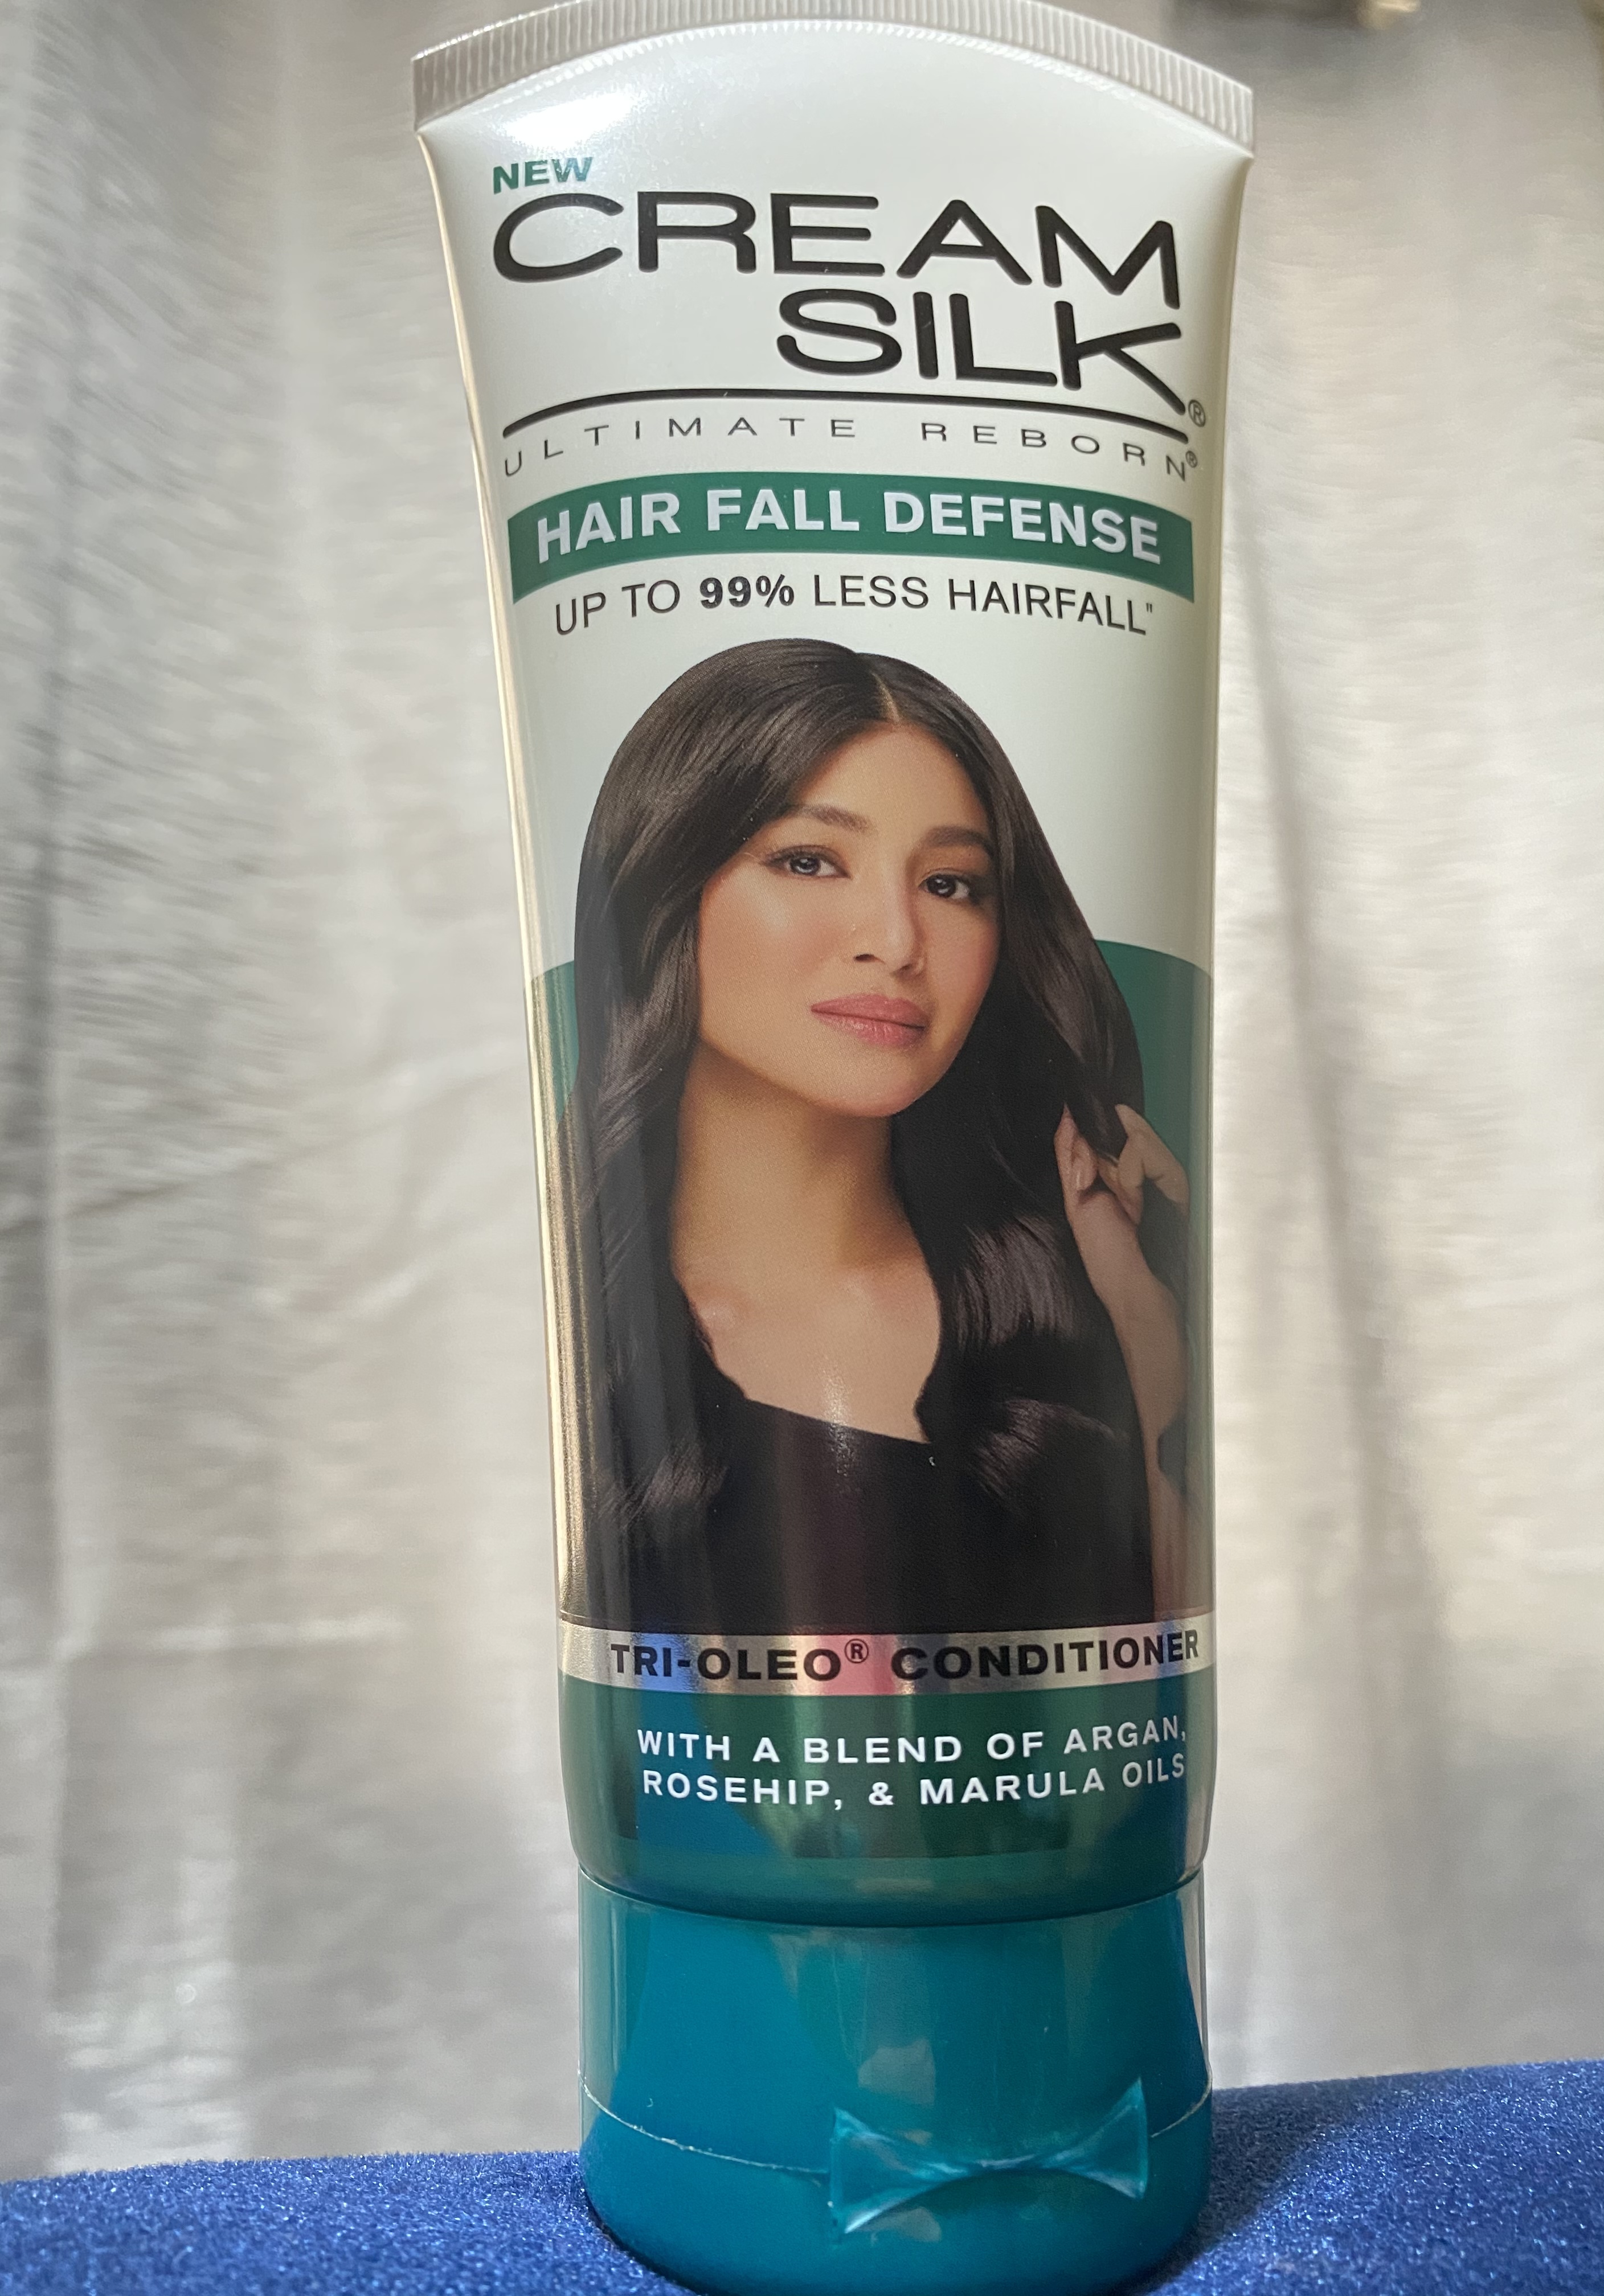 NEW
CREAM
SILK®
ULTIMATE REBORN®
HAIR FALL DEFENSE
UP TO 99% LESS HAIRFALL"
TRI-OLEO® CONDITIONER
WITH A BLEND OF ARGAN,
ROSEHIP, & MARULA OILS